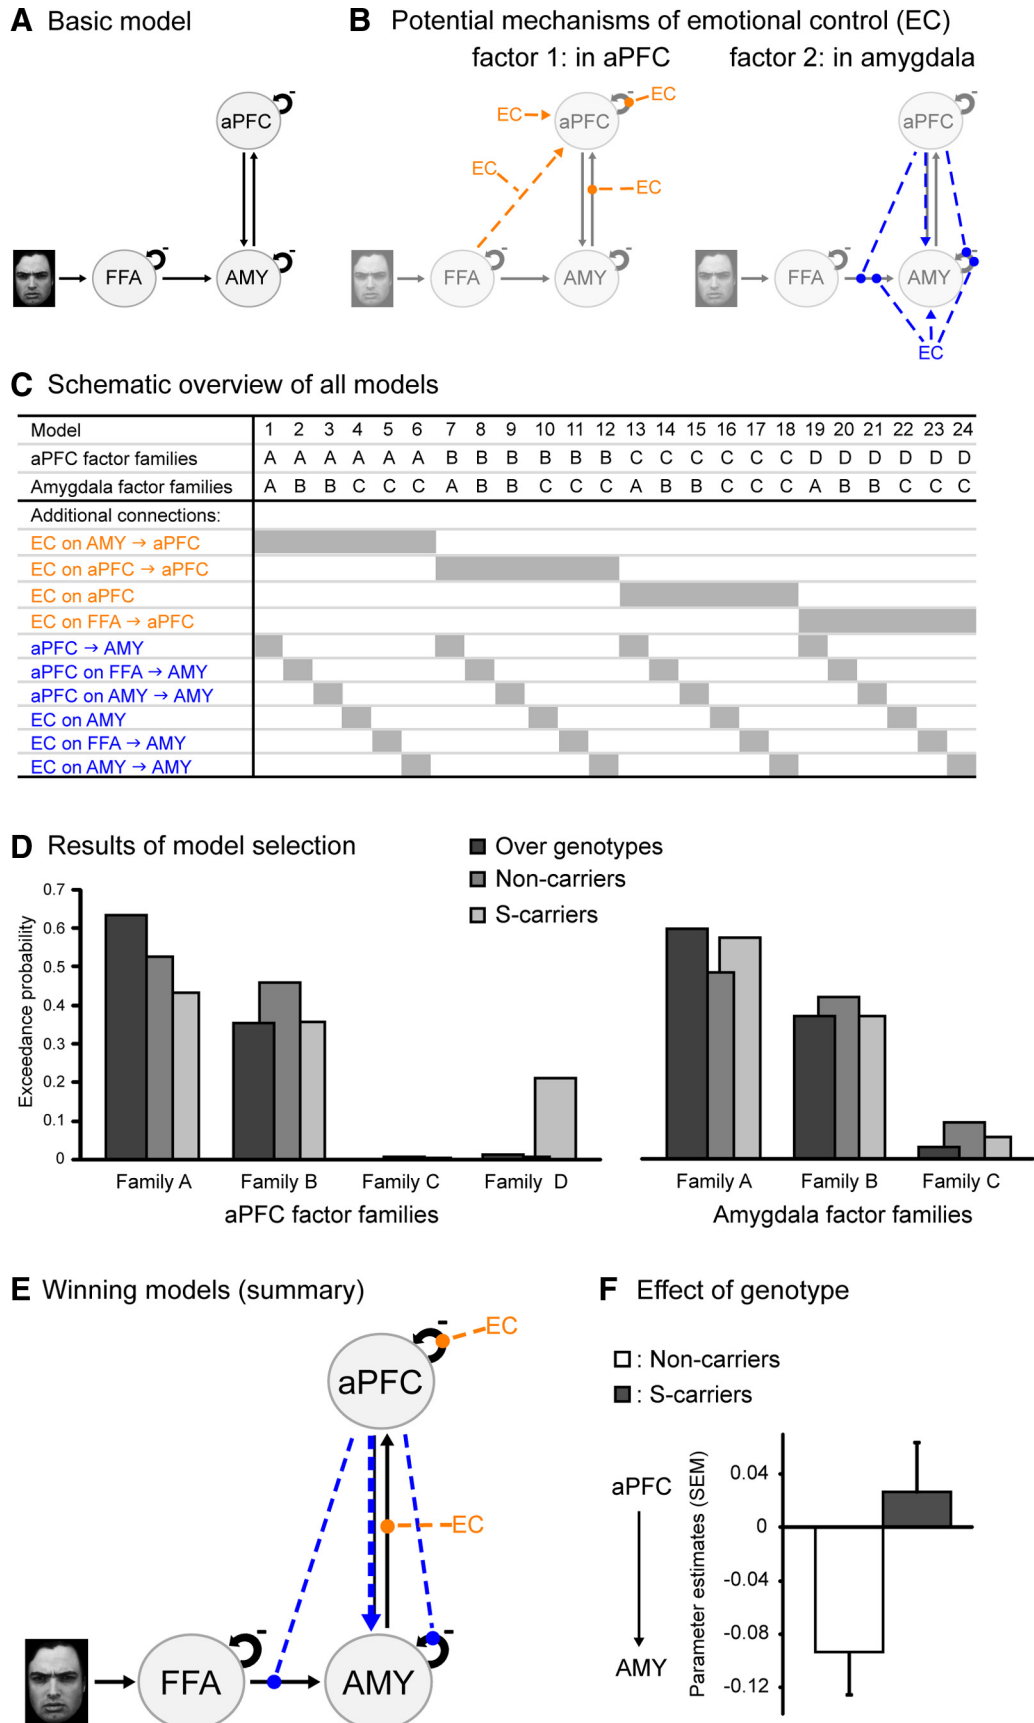 A Basic model
B Potential mechanisms of emotional control (EC)
factor 1: in aPFC
factor 2: in amygdala
aPFC
FFA
AMY
EC
EC
EC
EC
aPFC
FFA
AMY
aPFC
FFA
AMY
EC
C Schematic overview of all models
Model 1 2 3 4 5 6 7 8 9 10 11 12 13 14 15 16 17 18 19 20 21 22 23 24
aPFC factor families A A A A A A B B B B B B C C C C C C D D D D D D
Amygdala factor families A B B C C C A B B C C C A B B C C C A B B C C C
Additional connections:
EC on AMY → aPFC
EC on aPFC → aPFC
EC on aPFC
EC on FFA → aPFC
aPFC → AMY
aPFC on FFA → AMY
aPFC on AMY → AMY
EC on AMY
EC on FFA → AMY
EC on AMY → AMY
D Results of model selection
Over genotypes
Non-carriers
S-carriers
Exceedance probability
0.7
0.6
0.5
0.4
0.3
0.2
0.1
0
Family A Family B Family C Family D
aPFC factor families
Family A Family B Family C
Amygdala factor families
E Winning models (summary)
EC
aPFC
EC
FFA
AMY
F Effect of genotype
: Non-carriers
: S-carriers
aPFC
AMY
Parameter estimates (SEM)
0.04
0
-0.04
-0.08
-0.12